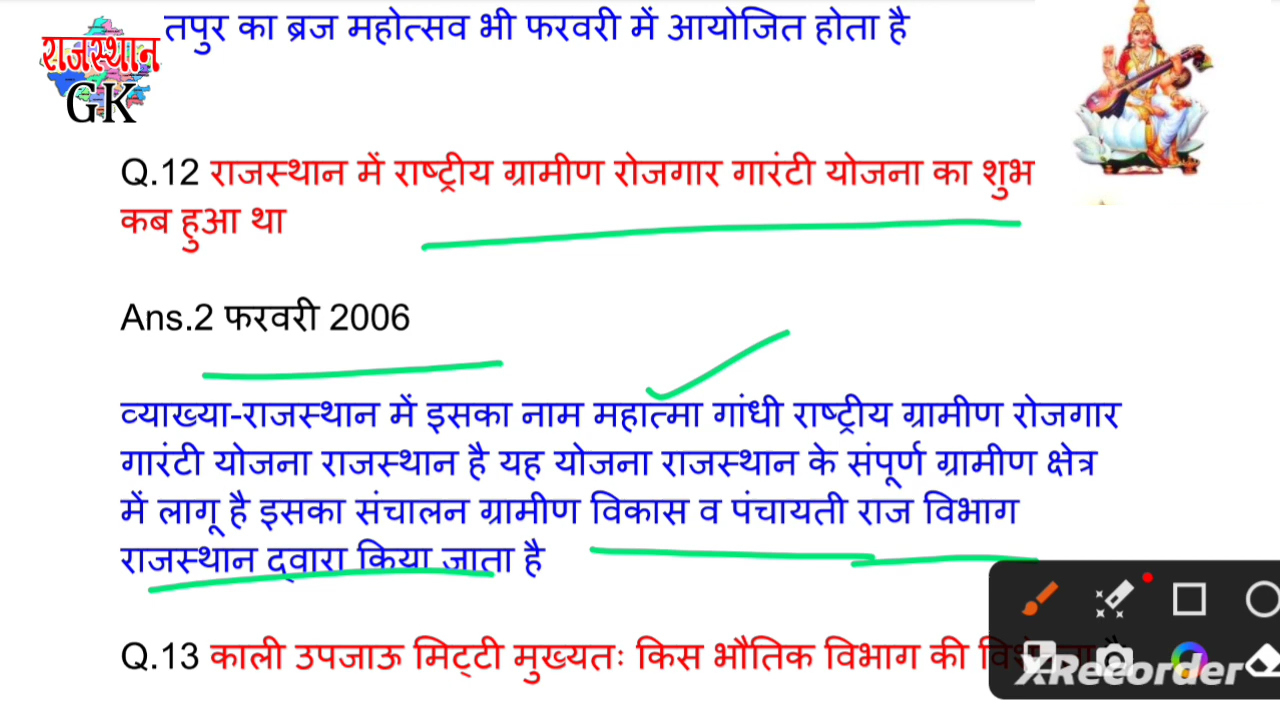 तपुर का ब्रज महोत्सव भी फरवरी में आयोजित होता है
राजस्थान
GK
Q.12 राजस्थान में राष्ट्रीय ग्रामीण रोजगार गारंटी योजना का शुभ
कब हुआ था
Ans.2 फरवरी 2006
व्याख्या-राजस्थान में इसका नाम महात्मा गांधी राष्ट्रीय ग्रामीण रोजगार
गारंटी योजना राजस्थान है यह योजना राजस्थान के संपूर्ण ग्रामीण क्षेत्र
में लागू है इसका संचालन ग्रामीण विकास व पंचायती राज विभाग
राजस्थान द्वारा किया जाता है
Q.13 काली उपजाऊ मिट्टी मुख्यतः किस भौतिक विभाग की
XRecorder